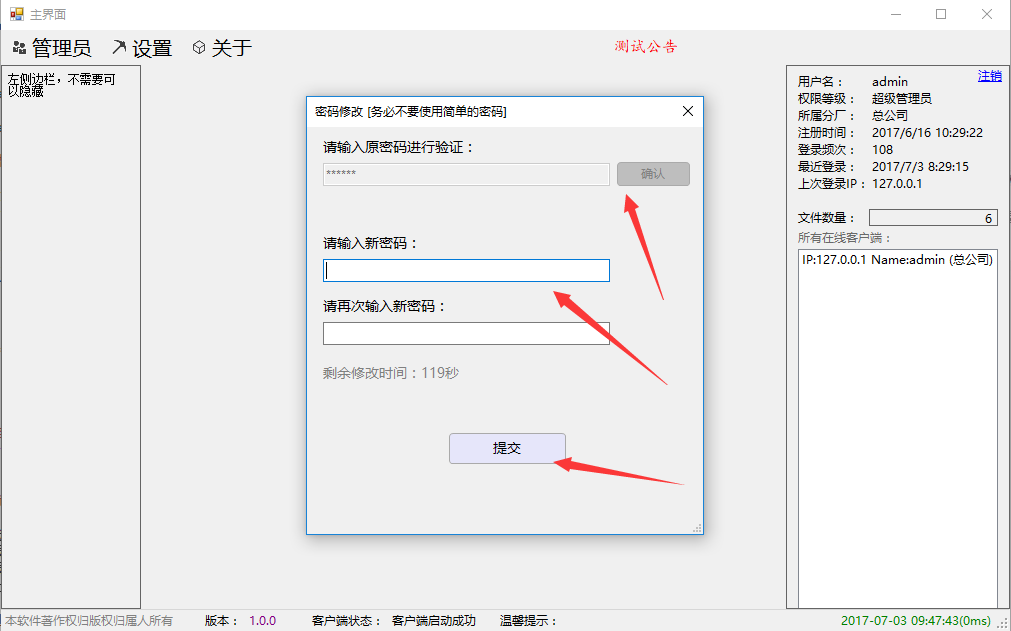 主界面
管理员 设置 关于
测试公告
左侧边栏，不需要可
以隐藏
密码修改 [务必不要使用简单的密码]
请输入原密码进行验证：
****** 确认
请输入新密码：
请再次输入新密码：
剩余修改时间：119秒
提交
注销
用户名： admin
权限等级： 超级管理员
所属分厂： 总公司
注册时间： 2017/6/16 10:29:22
登录频次： 108
最近登录： 2017/7/3 8:29:15
上次登录IP： 127.0.0.1
文件数量： 6
所有在线客户端：
IP:127.0.0.1 Name:admin (总公司)
本软件著作权归版权归属人所有 版本： 1.0.0 客户端状态： 客户端启动成功 温馨提示： 2017-07-03 09:47:43(0ms)